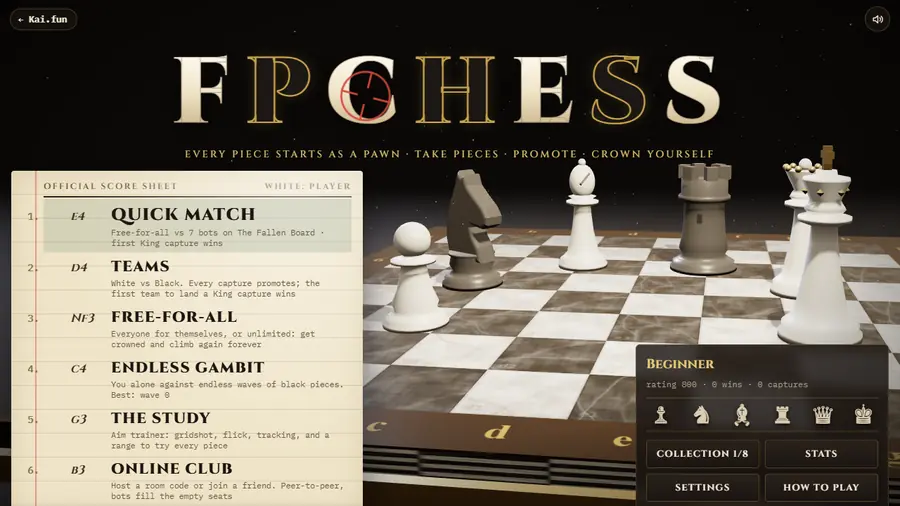 ← Kai.fun
FPCHESS
EVERY PIECE STARTS AS A PAWN · TAKE PIECES · PROMOTE · CROWN YOURSELF
OFFICIAL SCORE SHEET WHITE: PLAYER
1. E4 QUICK MATCH
Free-for-all vs 7 bots on The Fallen Board ·
first King capture wins
2. D4 TEAMS
White vs Black. Every capture promotes; the
first team to land a King capture wins
3. NF3 FREE-FOR-ALL
Everyone for themselves, or unlimited: get
crowned and climb again forever
4. C4 ENDLESS GAMBIT
You alone against endless waves of black pieces.
Best: wave 0
5. G3 THE STUDY
Aim trainer: gridshot, flick, tracking, and a
range to try every piece
6. B3 ONLINE CLUB
Host a room code or join a friend. Peer-to-peer,
bots fill the empty seats
c d e
BEGINNER
rating 800 · 0 wins · 0 captures
COLLECTION 1/8 STATS
SETTINGS HOW TO PLAY